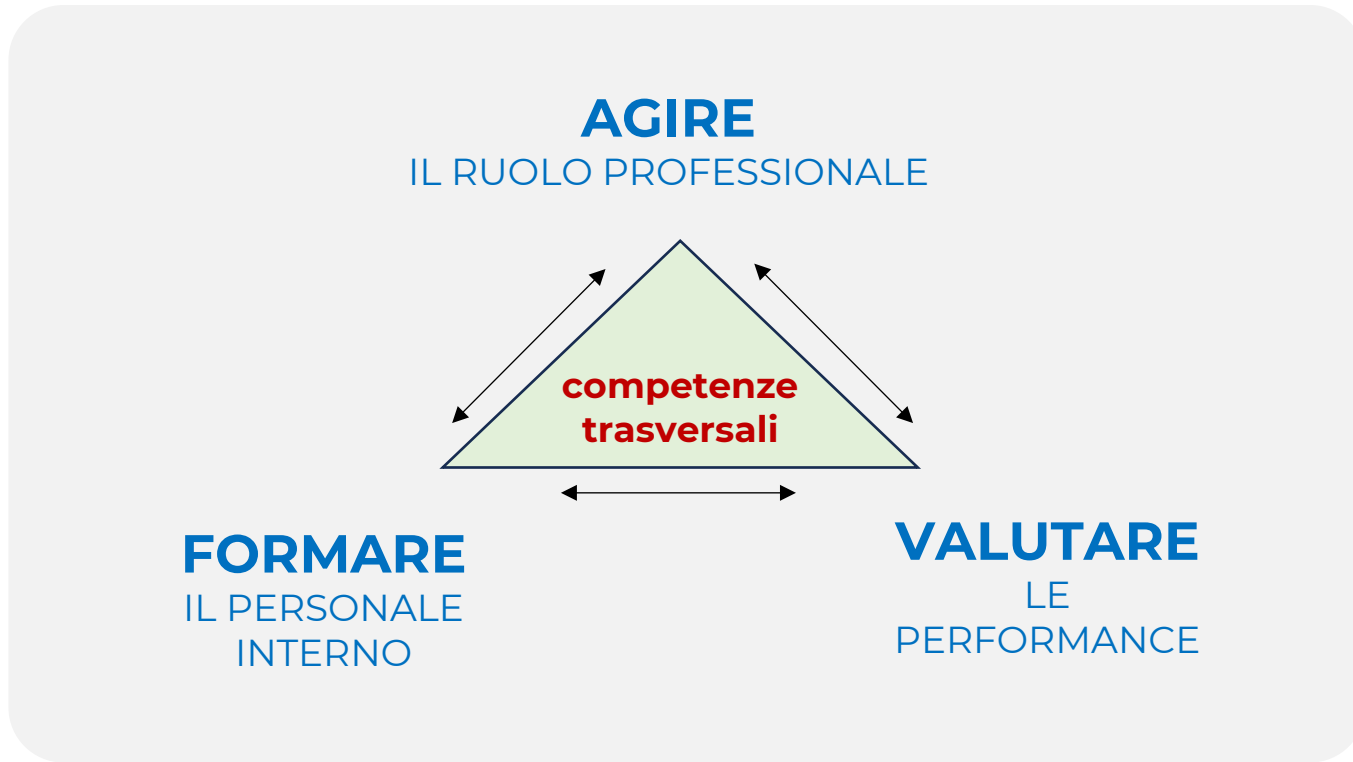 AGIRE
IL RUOLO PROFESSIONALE
competenze
trasversali
FORMARE
IL PERSONALE
INTERNO
VALUTARE
LE
PERFORMANCE